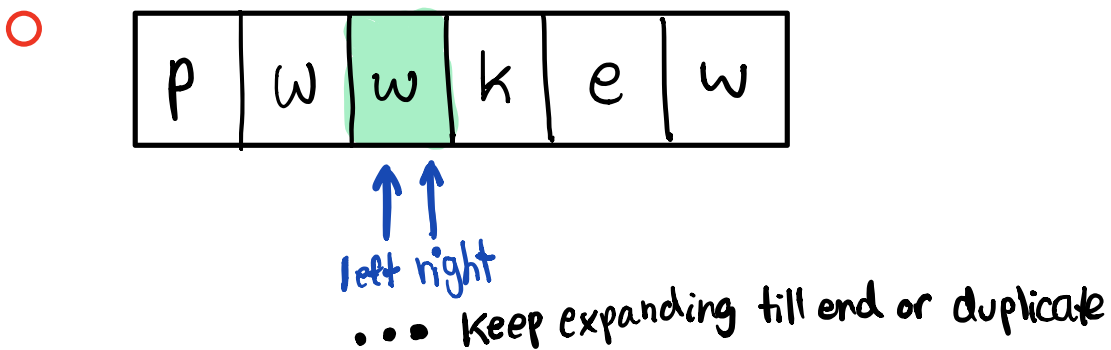 p w w k e w
left right
... Keep expanding till end or duplicate